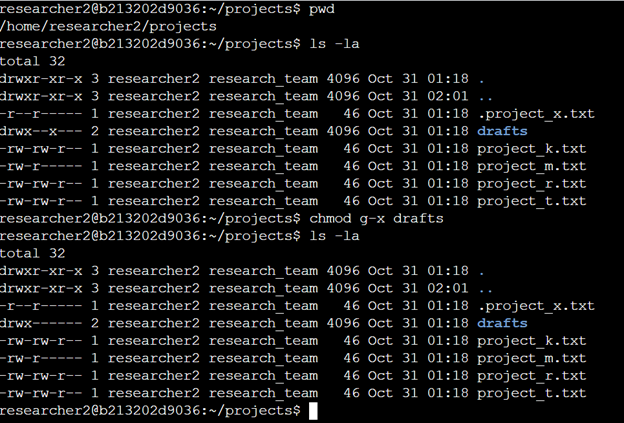 researcher2@b213202d9036:~/projects$ pwd
/home/researcher2/projects
researcher2@b213202d9036:~/projects$ ls -la
total 32
drwxr-xr-x 3 researcher2 research_team 4096 Oct 31 01:18 .
drwxr-xr-x 3 researcher2 research_team 4096 Oct 31 02:01 ..
-r--r----- 1 researcher2 research_team   46 Oct 31 01:18 .project_x.txt
drwx--x--- 2 researcher2 research_team 4096 Oct 31 01:18 drafts
-rw-rw-r-- 1 researcher2 research_team   46 Oct 31 01:18 project_k.txt
-rw-r----- 1 researcher2 research_team   46 Oct 31 01:18 project_m.txt
-rw-rw-r-- 1 researcher2 research_team   46 Oct 31 01:18 project_r.txt
-rw-rw-r-- 1 researcher2 research_team   46 Oct 31 01:18 project_t.txt
researcher2@b213202d9036:~/projects$ chmod g-x drafts
researcher2@b213202d9036:~/projects$ ls -la
total 32
drwxr-xr-x 3 researcher2 research_team 4096 Oct 31 01:18 .
drwxr-xr-x 3 researcher2 research_team 4096 Oct 31 02:01 ..
-r--r----- 1 researcher2 research_team   46 Oct 31 01:18 .project_x.txt
drwx------ 2 researcher2 research_team 4096 Oct 31 01:18 drafts
-rw-rw-r-- 1 researcher2 research_team   46 Oct 31 01:18 project_k.txt
-rw-r----- 1 researcher2 research_team   46 Oct 31 01:18 project_m.txt
-rw-rw-r-- 1 researcher2 research_team   46 Oct 31 01:18 project_r.txt
-rw-rw-r-- 1 researcher2 research_team   46 Oct 31 01:18 project_t.txt
researcher2@b213202d9036:~/projects$